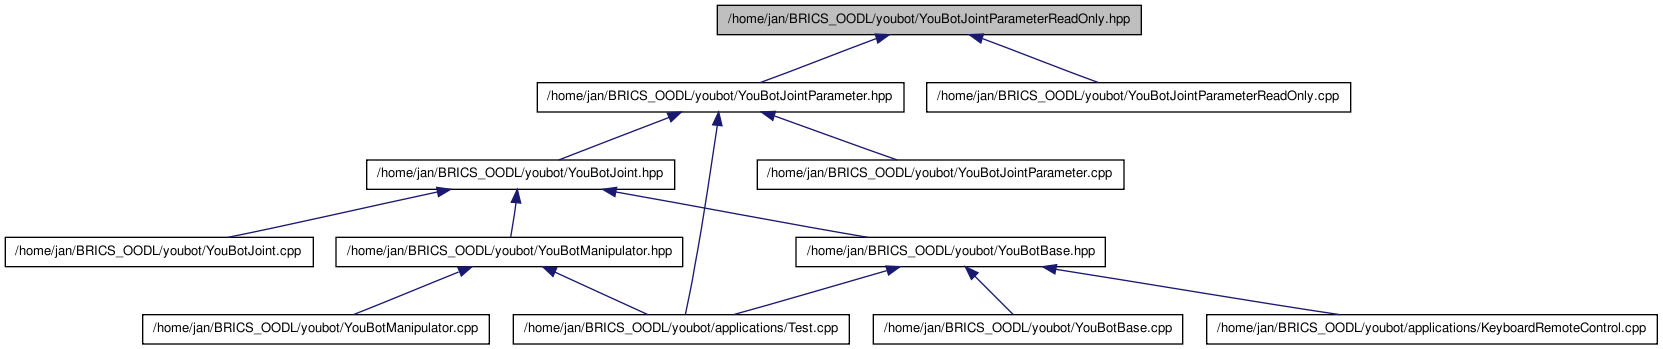 /home/jan/BRICS_OODL/youbot/YouBotJointParameterReadOnly.hpp
/home/jan/BRICS_OODL/youbot/YouBotJointParameter.hpp
/home/jan/BRICS_OODL/youbot/YouBotJointParameterReadOnly.cpp
/home/jan/BRICS_OODL/youbot/YouBotJoint.hpp
/home/jan/BRICS_OODL/youbot/YouBotJointParameter.cpp
/home/jan/BRICS_OODL/youbot/YouBotJoint.cpp
/home/jan/BRICS_OODL/youbot/YouBotManipulator.hpp
/home/jan/BRICS_OODL/youbot/YouBotBase.hpp
/home/jan/BRICS_OODL/youbot/YouBotManipulator.cpp
/home/jan/BRICS_OODL/youbot/applications/Test.cpp
/home/jan/BRICS_OODL/youbot/YouBotBase.cpp
/home/jan/BRICS_OODL/youbot/applications/KeyboardRemoteControl.cpp